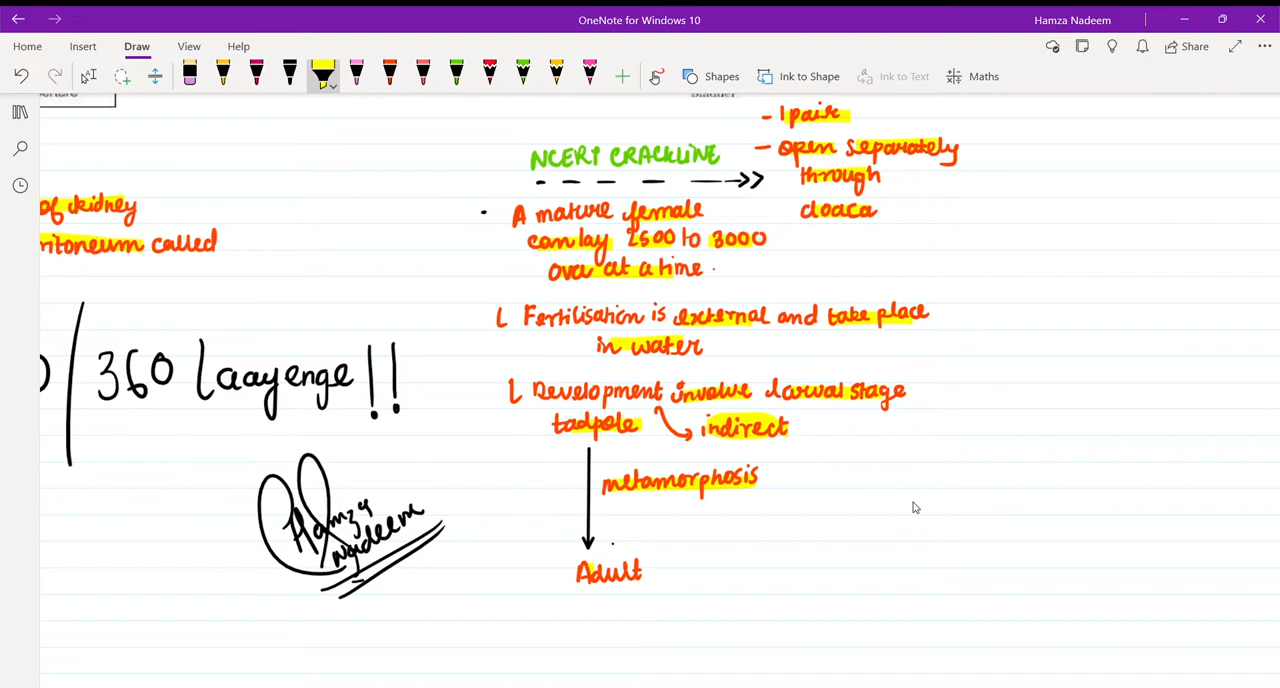 OneNote for Windows 10
Hamza Nadeem
Home Insert Draw View Help
Share
Shapes
Ink to Shape
Ink to Text
Maths
- 1 pair
- open separately
through
cloaca
NCERT CRACKLINE
of kidney
ritoneum called
A mature female
can lay 2500 to 3000
ova at a time.
Fertilisation is external and take place
in water
360 laayenge!!
Development involve larval stage
tadpole indirect
metamorphosis
Hamza
Nadeem
Adult